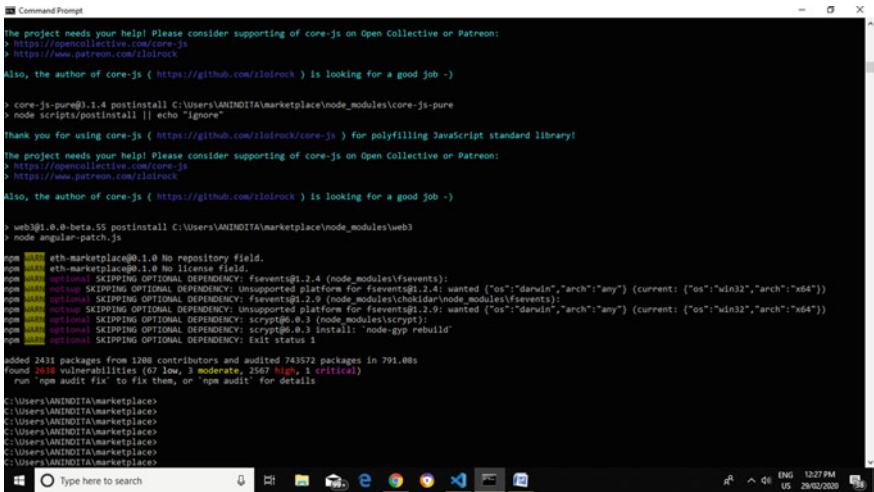 Command Prompt
The project needs your help! Please consider supporting of core-js on Open Collective or Patreon:
> https://opencollective.com/core-js
> https://www.patreon.com/zloirock
Also, the author of core-js ( https://github.com/zloirock ) is looking for a good job -)
> core-js-pure@3.1.4 postinstall C:\Users\ANINDITA\marketplace\node_modules\core-js-pure
> node scripts/postinstall || echo "ignore"
Thank you for using core-js ( https://github.com/zloirock/core-js ) for polyfilling JavaScript standard library!
The project needs your help! Please consider supporting of core-js on Open Collective or Patreon:
> https://opencollective.com/core-js
> https://www.patreon.com/zloirock
Also, the author of core-js ( https://github.com/zloirock ) is looking for a good job -)
> web3@1.0.0-beta.55 postinstall C:\Users\ANINDITA\marketplace\node_modules\web3
> node angular-patch.js
npm WARN eth-marketplace@0.1.0 No repository field.
npm WARN eth-marketplace@0.1.0 No license field.
npm WARN optional SKIPPING OPTIONAL DEPENDENCY: fsevents@1.2.4 (node_modules\fsevents):
npm WARN notsup SKIPPING OPTIONAL DEPENDENCY: Unsupported platform for fsevents@1.2.4: wanted {"os":"darwin","arch":"any"} (current: {"os":"win32","arch":"x64"})
npm WARN optional SKIPPING OPTIONAL DEPENDENCY: fsevents@1.2.9 (node_modules\chokidar\node_modules\fsevents):
npm WARN notsup SKIPPING OPTIONAL DEPENDENCY: Unsupported platform for fsevents@1.2.9: wanted {"os":"darwin","arch":"any"} (current: {"os":"win32","arch":"x64"})
npm WARN optional SKIPPING OPTIONAL DEPENDENCY: scrypt@6.0.3 (node_modules\scrypt):
npm WARN optional SKIPPING OPTIONAL DEPENDENCY: scrypt@6.0.3 install: `node-gyp rebuild`
npm WARN optional SKIPPING OPTIONAL DEPENDENCY: Exit status 1
added 2431 packages from 1208 contributors and audited 743572 packages in 791.08s
found 2638 vulnerabilities (67 low, 3 moderate, 2567 high, 1 critical)
run `npm audit fix` to fix them, or `npm audit` for details
C:\Users\ANINDITA\marketplace>
C:\Users\ANINDITA\marketplace>
C:\Users\ANINDITA\marketplace>
C:\Users\ANINDITA\marketplace>
C:\Users\ANINDITA\marketplace>
C:\Users\ANINDITA\marketplace>
C:\Users\ANINDITA\marketplace>
Type here to search
ENG 12:27 PM
US 29/02/2020